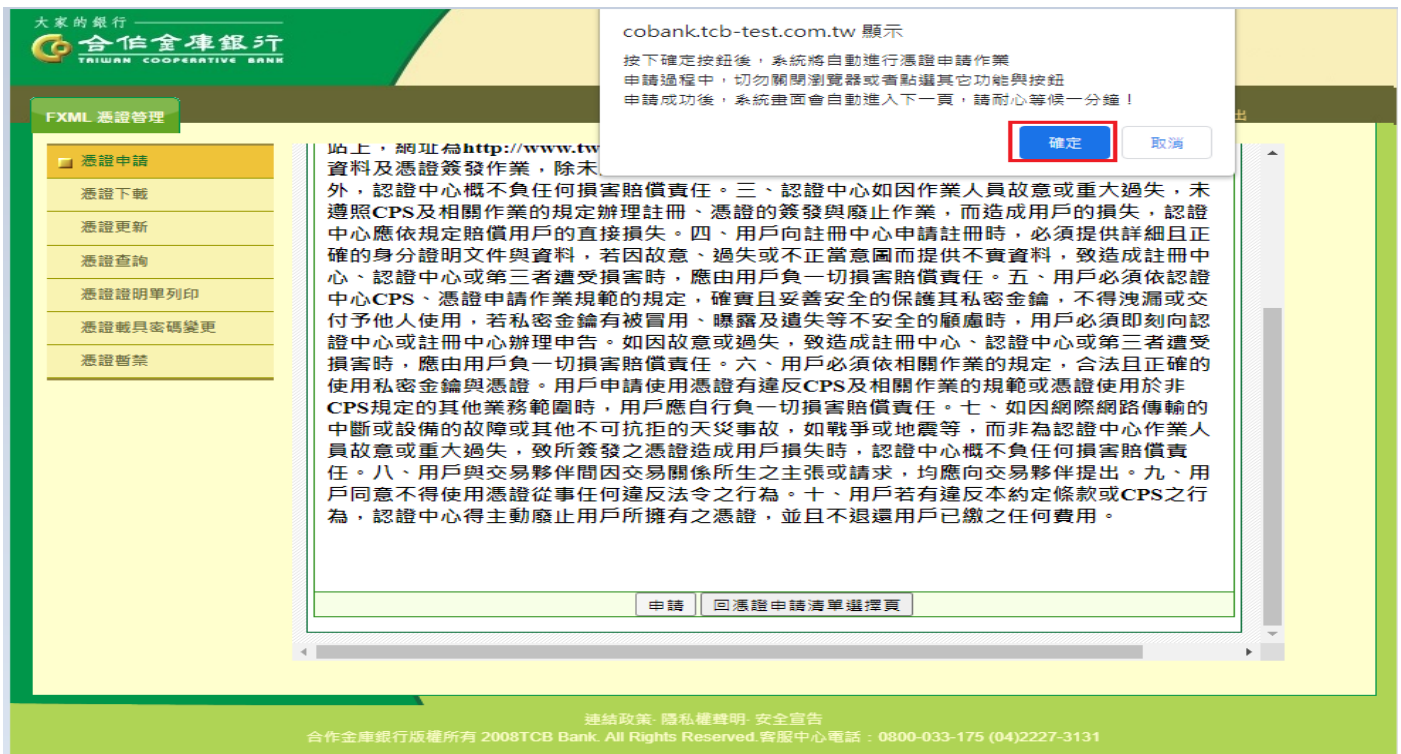 大家的銀行
合作金庫銀行
TAIWAN COOPERATIVE BANK
cobank.tcb-test.com.tw 顯示
按下確定按鈕後，系統將自動進行憑證申請作業
申請過程中，切勿關閉瀏覽器或者點選其它功能與按鈕
申請成功後，系統畫面會自動進入下一頁，請耐心等候一分鐘！
確定
取消
出
FXML 憑證管理
憑證申請
憑證下載
憑證更新
憑證查詢
憑證證明單列印
憑證載具密碼變更
憑證暫禁
站上，網址為http://www.tw
資料及憑證簽發作業，除未
外，認證中心概不負任何損害賠償責任。三、認證中心如因作業人員故意或重大過失，未
遵照CPS及相關作業的規定辦理註冊、憑證的簽發與廢止作業，而造成用戶的損失，認證
中心應依規定賠償用戶的直接損失。四、用戶向註冊中心申請註冊時，必須提供詳細且正
確的身分證明文件與資料，若因故意、過失或不正當意圖而提供不實資料，致造成註冊中
心、認證中心或第三者遭受損害時，應由用戶負一切損害賠償責任。五、用戶必須依認證
中心CPS、憑證申請作業規範的規定，確實且妥善安全的保護其私密金鑰，不得洩漏或交
付予他人使用，若私密金鑰有被冒用、曝露及遺失等不安全的顧慮時，用戶必須即刻向認
證中心或註冊中心辦理申告。如因故意或過失，致造成註冊中心、認證中心或第三者遭受
損害時，應由用戶負一切損害賠償責任。六、用戶必須依相關作業的規定，合法且正確的
使用私密金鑰與憑證。用戶申請使用憑證有違反CPS及相關作業的規範或憑證使用於非
CPS規定的其他業務範圍時，用戶應自行負一切損害賠償責任。七、如因網際網路傳輸的
中斷或設備的故障或其他不可抗拒的天災事故，如戰爭或地震等，而非為認證中心作業人
員故意或重大過失，致所簽發之憑證造成用戶損失時，認證中心概不負任何損害賠償責
任。八、用戶與交易夥伴間因交易關係所生之主張或請求，均應向交易夥伴提出。九、用
戶同意不得使用憑證從事任何違反法令之行為。十、用戶若有違反本約定條款或CPS之行
為，認證中心得主動廢止用戶所擁有之憑證，並且不退還用戶已繳之任何費用。
申請
回憑證申請清單選擇頁
連結政策‧隱私權聲明‧安全宣告
合作金庫銀行版權所有 2008TCB Bank. All Rights Reserved.客服中心電話：0800-033-175 (04)2227-3131